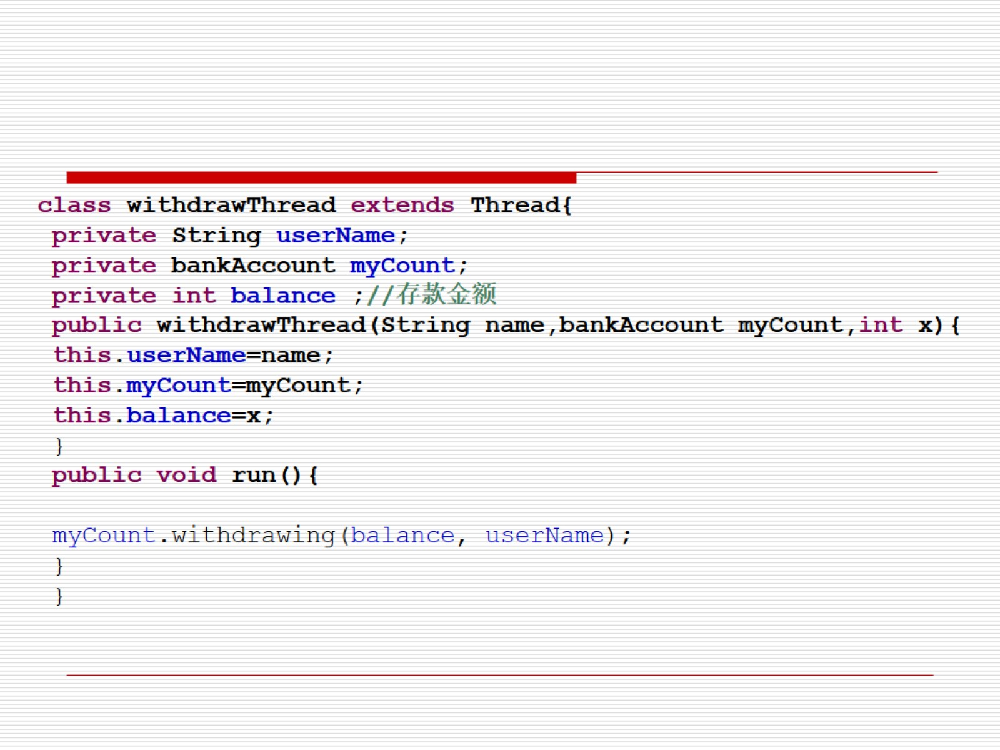 class withdrawThread extends Thread{
private String userName;
private bankAccount myCount;
private int balance ;//存款金额
public withdrawThread(String name,bankAccount myCount,int x){
this.userName=name;
this.myCount=myCount;
this.balance=x;
}
public void run(){
myCount.withdrawing(balance, userName);
}
}